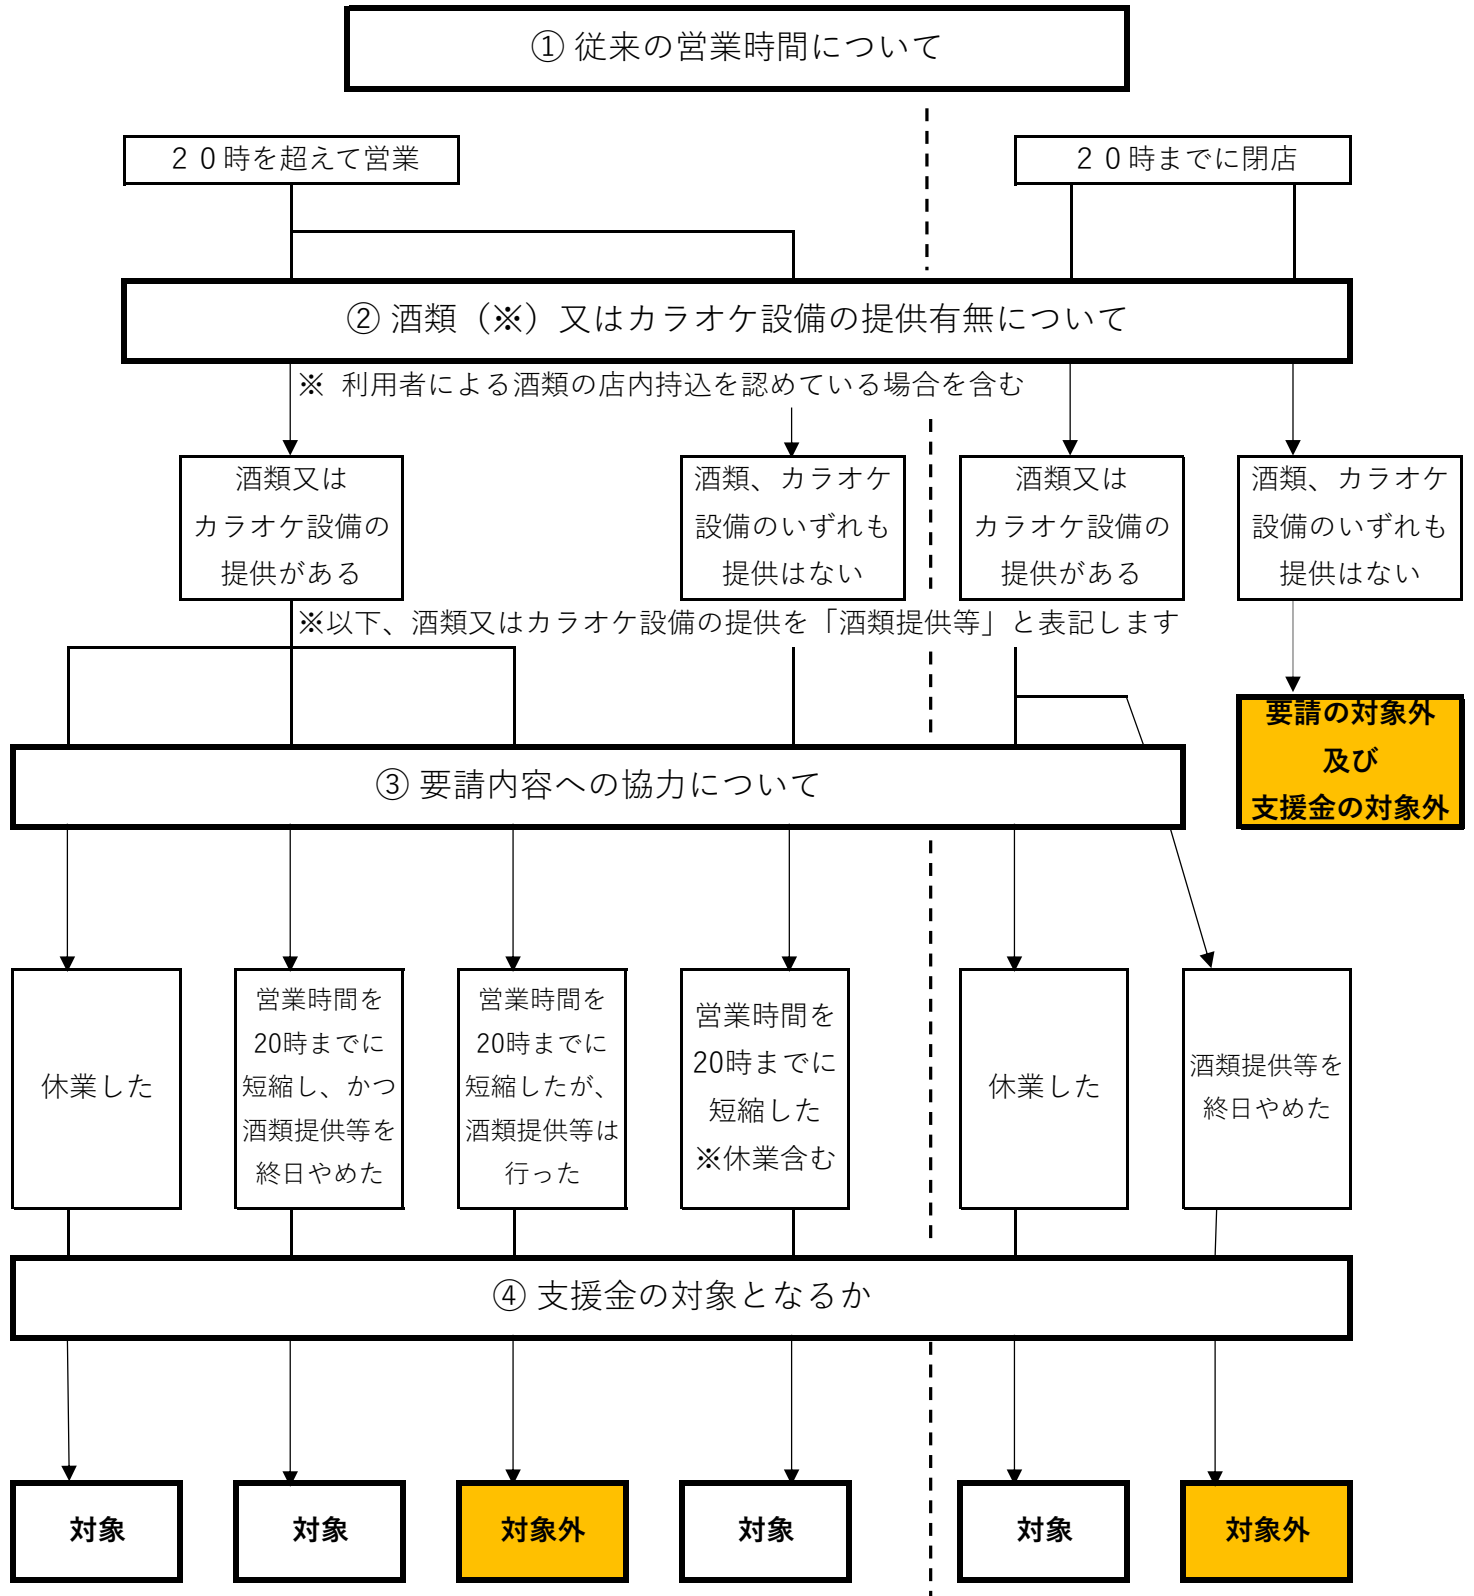 ① 従来の営業時間について
２０時を超えて営業
２０時までに閉店
② 酒類（※）又はカラオケ設備の提供有無について
※ 利用者による酒類の店内持込を認めている場合を含む
酒類又は
カラオケ設備の
提供がある
酒類、カラオケ
設備のいずれも
提供はない
酒類又は
カラオケ設備の
提供がある
酒類、カラオケ
設備のいずれも
提供はない
※以下、酒類又はカラオケ設備の提供を「酒類提供等」と表記します
要請の対象外
及び
支援金の対象外
③ 要請内容への協力について
休業した
営業時間を
20時までに
短縮し、かつ
酒類提供等を
終日やめた
営業時間を
20時までに
短縮したが、
酒類提供等は
行った
営業時間を
20時までに
短縮した
※休業含む
休業した
酒類提供等を
終日やめた
④ 支援金の対象となるか
対象
対象
対象外
対象
対象
対象外